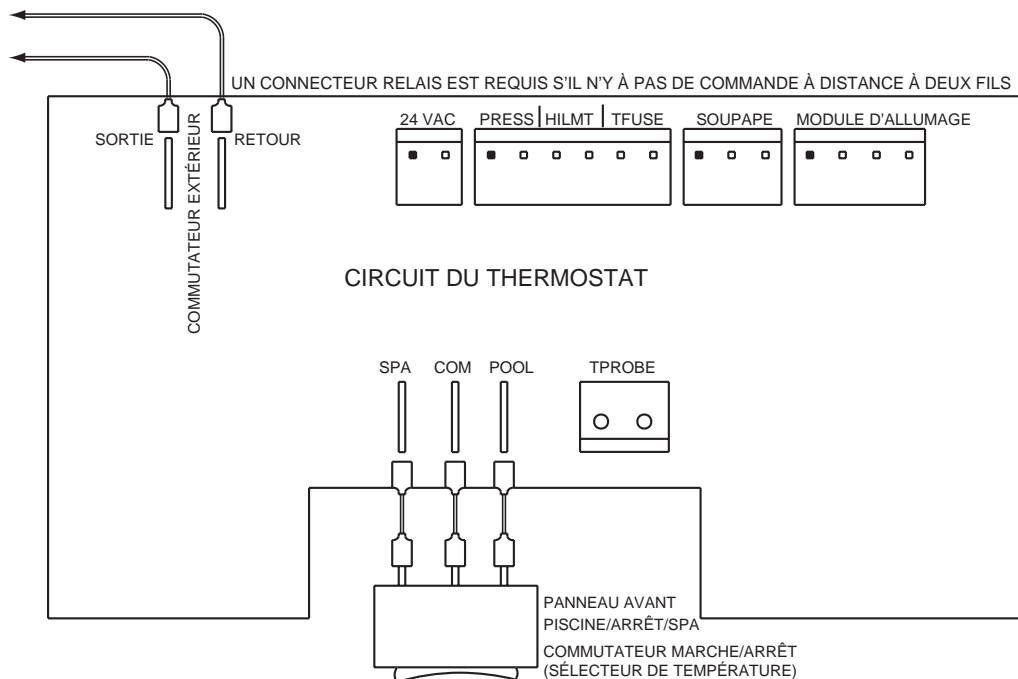 UN CONNECTEUR RELAIS EST REQUIS S'IL N'Y À PAS DE COMMANDE À DISTANCE À DEUX FILS
SORTIE
COMMUTATEUR EXTÉRIEUR
RETOUR
24 VAC
PRESS
HILMT
TFUSE
SOUPAPE
MODULE D'ALLUMAGE
CIRCUIT DU THERMOSTAT
SPA
COM
POOL
TPROBE
PANNEAU AVANT
PISCINE/ARRÊT/SPA
COMMUTATEUR MARCHE/ARRÊT
(SÉLECTEUR DE TEMPÉRATURE)